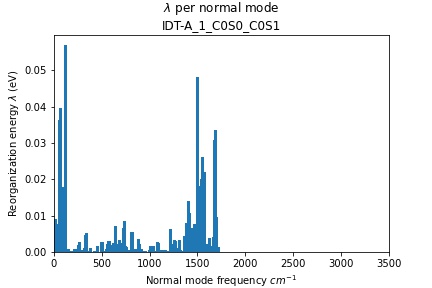 λ per normal mode
IDT-A_1_C0S0_C0S1
Reorganization energy λ (eV)
0.05
0.04
0.03
0.02
0.01
0.00
0 500 1000 1500 2000 2500 3000 3500
Normal mode frequency cm⁻¹